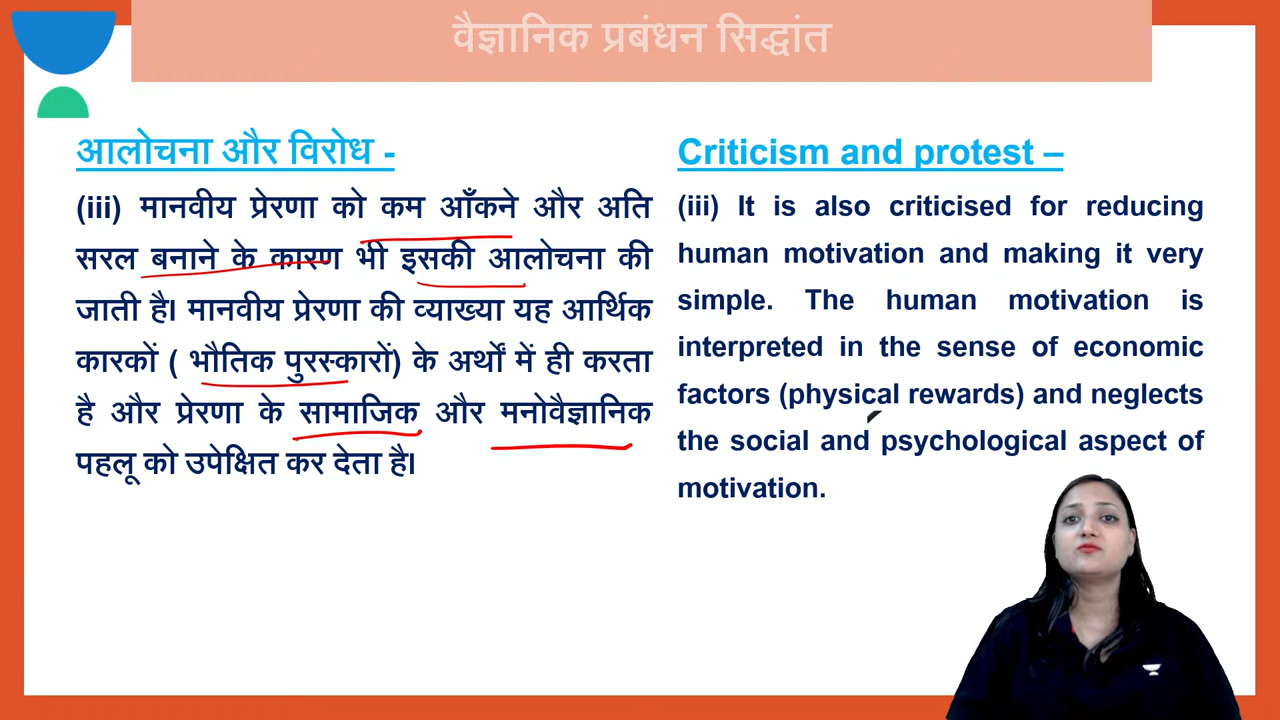 वैज्ञानिक प्रबंधन सिद्धांत
आलोचना और विरोध -
(iii) मानवीय प्रेरणा को कम आँकने और अति
सरल बनाने के कारण भी इसकी आलोचना की
जाती है। मानवीय प्रेरणा की व्याख्या यह आर्थिक
कारकों ( भौतिक पुरस्कारों) के अर्थों में ही करता
है और प्रेरणा के सामाजिक और मनोवैज्ञानिक
पहलू को उपेक्षित कर देता है।
Criticism and protest –
(iii) It is also criticised for reducing
human motivation and making it very
simple. The human motivation is
interpreted in the sense of economic
factors (physical rewards) and neglects
the social and psychological aspect of
motivation.